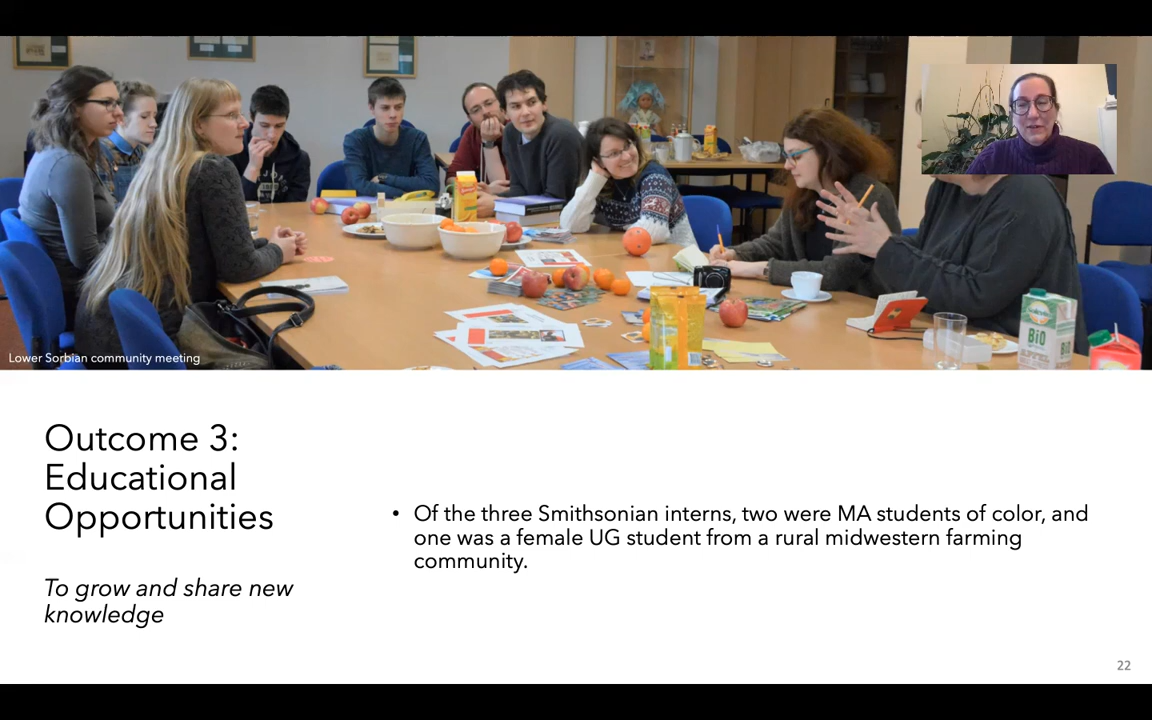 Lower Sorbian community meeting
BiO
Outcome 3:
Educational
Opportunities
To grow and share new
knowledge
• Of the three Smithsonian interns, two were MA students of color, and
one was a female UG student from a rural midwestern farming
community.
22